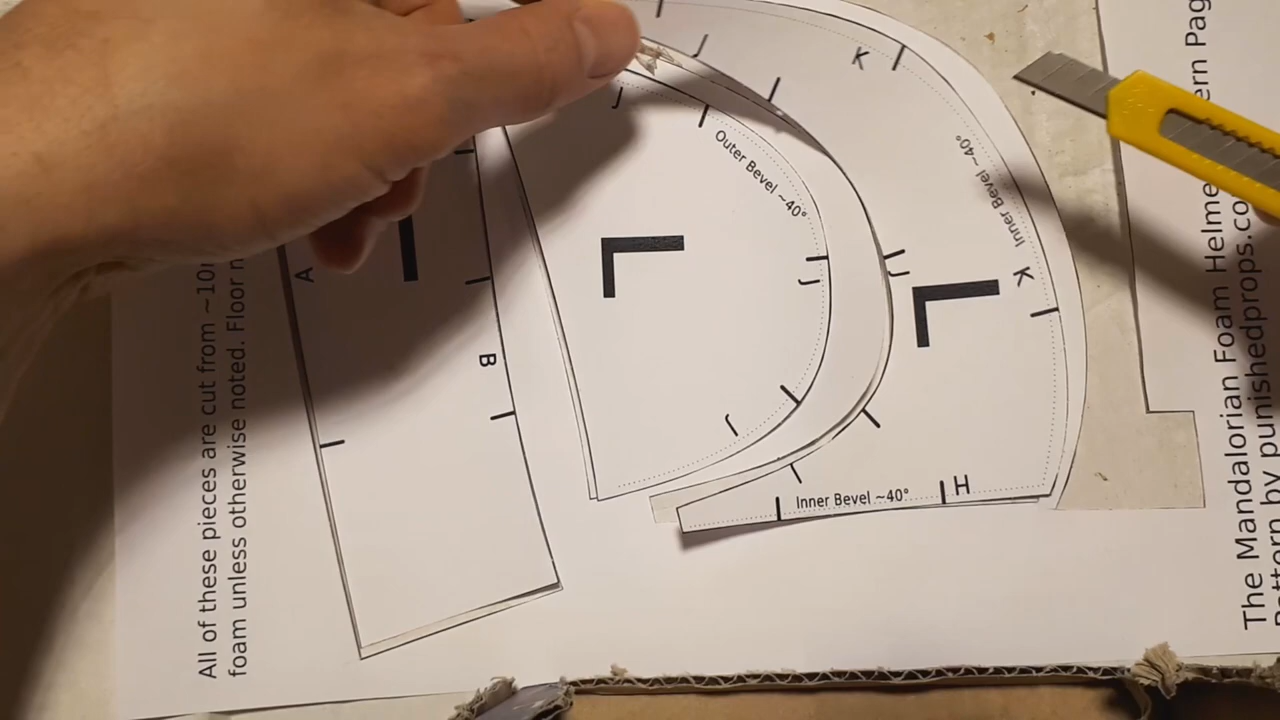 All of these pieces are cut from ~10
foam unless otherwise noted. Floor
A
B
L
J
Outer Bevel ~40°
J
J
L
J
K
Inner Bevel ~40°
K
J
L
Inner Bevel ~40°
H
The Mandalorian Foam Helme
ern Pag
Pattern by punishedprops.co